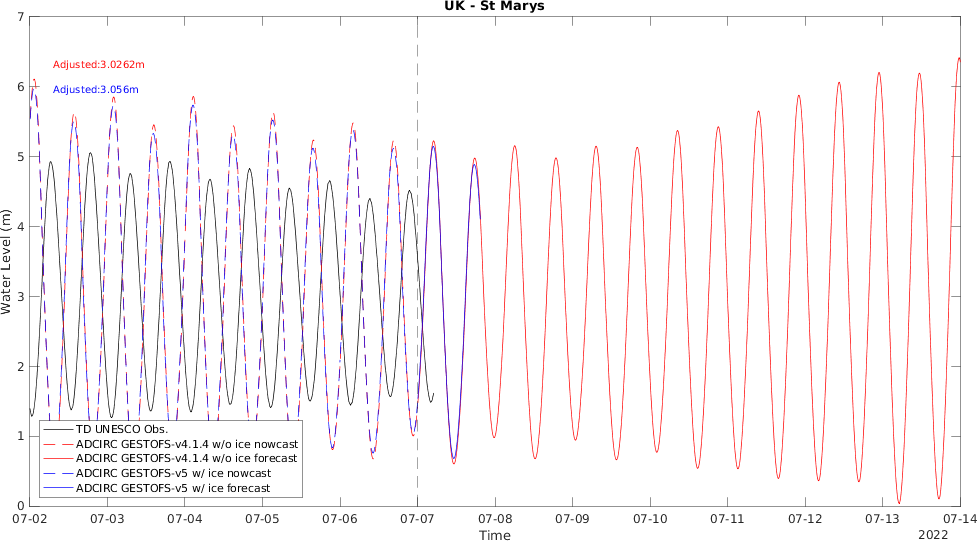 UK - St Marys
7
6
5
4
3
2
1
0
Water Level (m)
Adjusted:3.0262m
Adjusted:3.056m
TD UNESCO Obs.
ADCIRC GESTOFS-v4.1.4 w/o ice nowcast
ADCIRC GESTOFS-v4.1.4 w/o ice forecast
ADCIRC GESTOFS-v5 w/ ice nowcast
ADCIRC GESTOFS-v5 w/ ice forecast
07-02 07-03 07-04 07-05 07-06 07-07 07-08 07-09 07-10 07-11 07-12 07-13 07-14
Time
2022